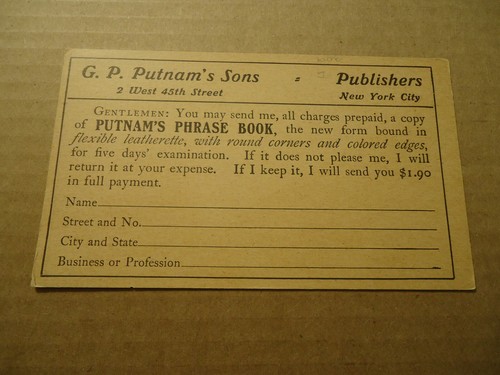 G. P. Putnam's Sons : Publishers
2 West 45th Street New York City
GENTLEMEN: You may send me, all charges prepaid, a copy
of PUTNAM'S PHRASE BOOK, the new form bound in
flexible leatherette, with round corners and colored edges,
for five days' examination. If it does not please me, I will
return it at your expense. If I keep it, I will send you $1.90
in full payment.
Name
Street and No.
City and State
Business or Profession